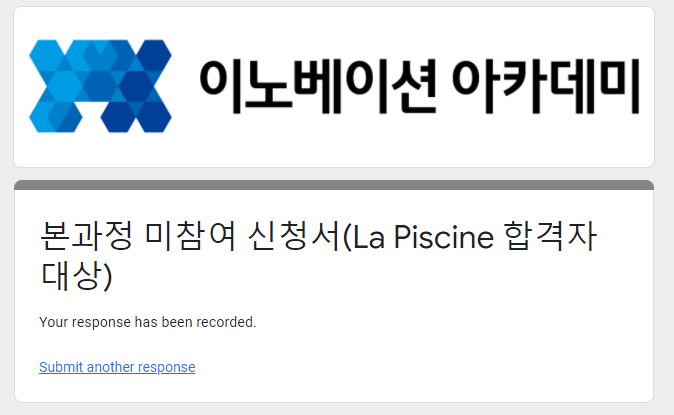 이노베이션 아카데미
본과정 미참여 신청서(La Piscine 합격자
대상)
Your response has been recorded.
Submit another response